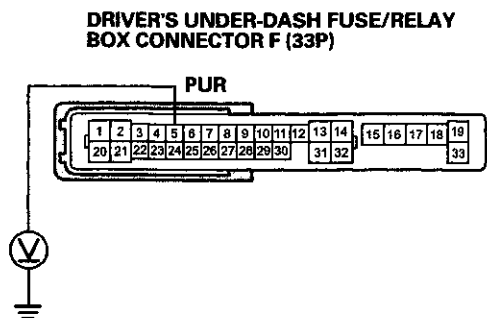 DRIVER'S UNDER-DASH FUSE/RELAY
BOX CONNECTOR F (33P)
PUR
1 2 3 4 5 6 7 8 9 10 11 12 13 14 15 16 17 18 19
20 21 22 23 24 25 26 27 28 29 30 31 32 33
V